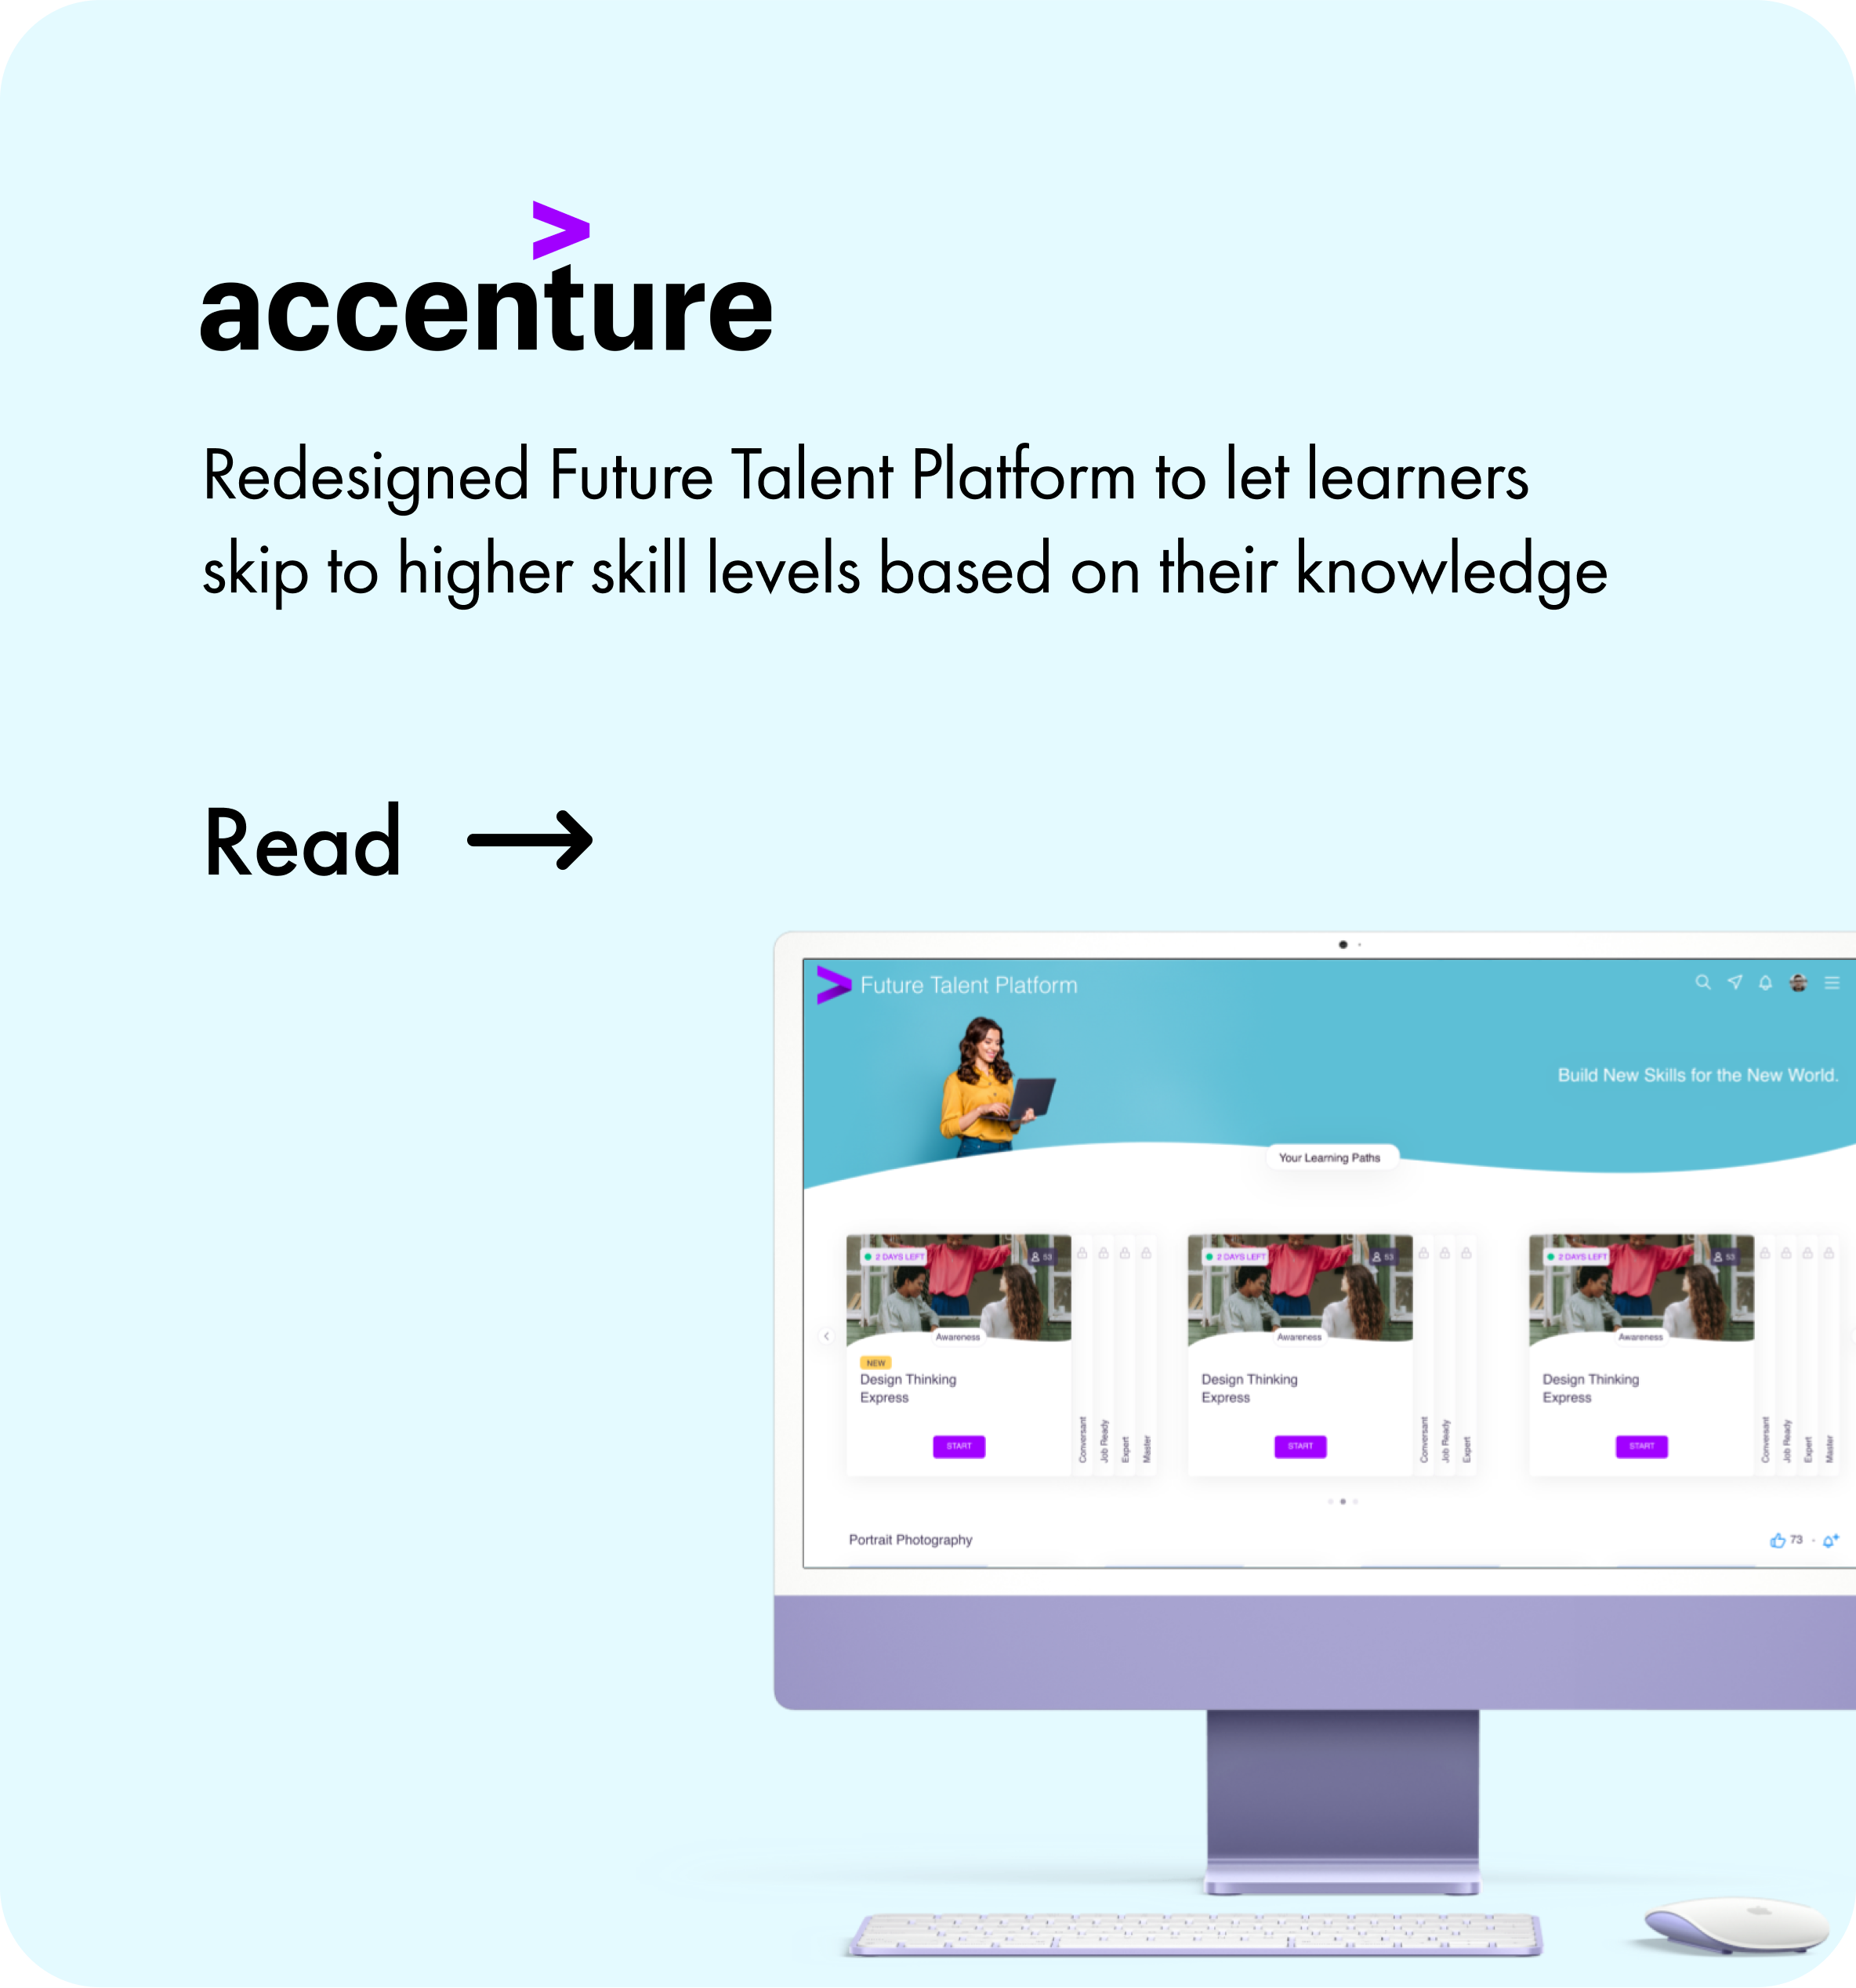 accenture
Redesigned Future Talent Platform to let learners
skip to higher skill levels based on their knowledge
Read
Future Talent Platform
Build New Skills for the New World.
Your Learning Paths
2 DAYS LEFT
53
Awareness
NEW
Design Thinking
Express
START
Conversant
Job Ready
Expert
Master
2 DAYS LEFT
53
Awareness
Design Thinking
Express
START
Conversant
Job Ready
Expert
2 DAYS LEFT
53
Awareness
Design Thinking
Express
START
Conversant
Job Ready
Expert
Master
Portrait Photography
73